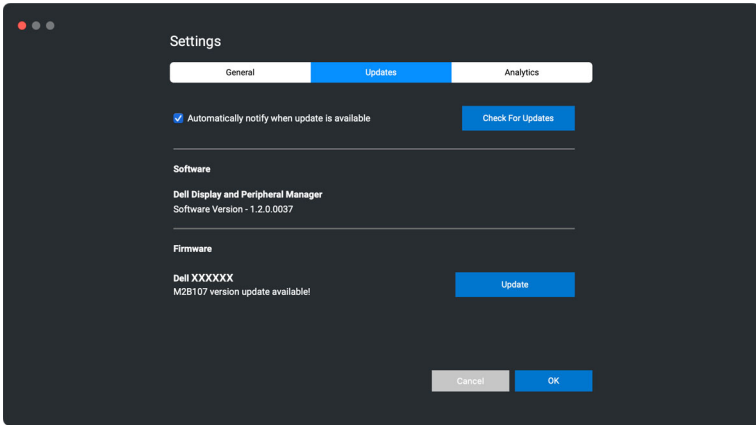 Settings
General Updates Analytics
Automatically notify when update is available Check For Updates
Software
Dell Display and Peripheral Manager
Software Version - 1.2.0.0037
Firmware
Dell XXXXXX
M2B107 version update available! Update
Cancel OK